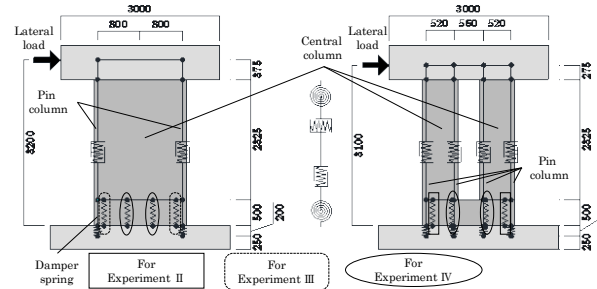 3000
800 800
Lateral load
Central column
3000
520 560 520
Lateral load
Pin column
3200
375
2825
500
200
250
3100
375
2825
500
250
Pin column
Damper spring
For Experiment II
For Experiment III
For Experiment IV